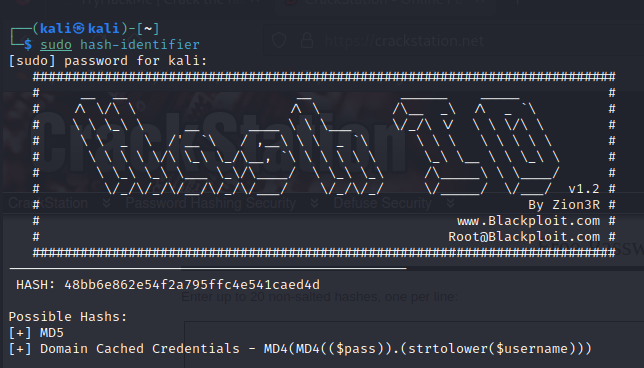 ┌──(kali㉿kali)-[~]
└─$ sudo hash-identifier
[sudo] password for kali:
https://crackstation.net
HASH: 48bb6e862e54f2a795ffc4e541caed4d
Possible Hashs:
[+] MD5
[+] Domain Cached Credentials - MD4(MD4(($pass)).(strtolower($username)))
v1.2
By Zion3R
www.Blackploit.com
Root@Blackploit.com
CrackStation
CrackStation
Password Hashing Security
Defuse Security
Enter up to 20 non-salted hashes, one per line